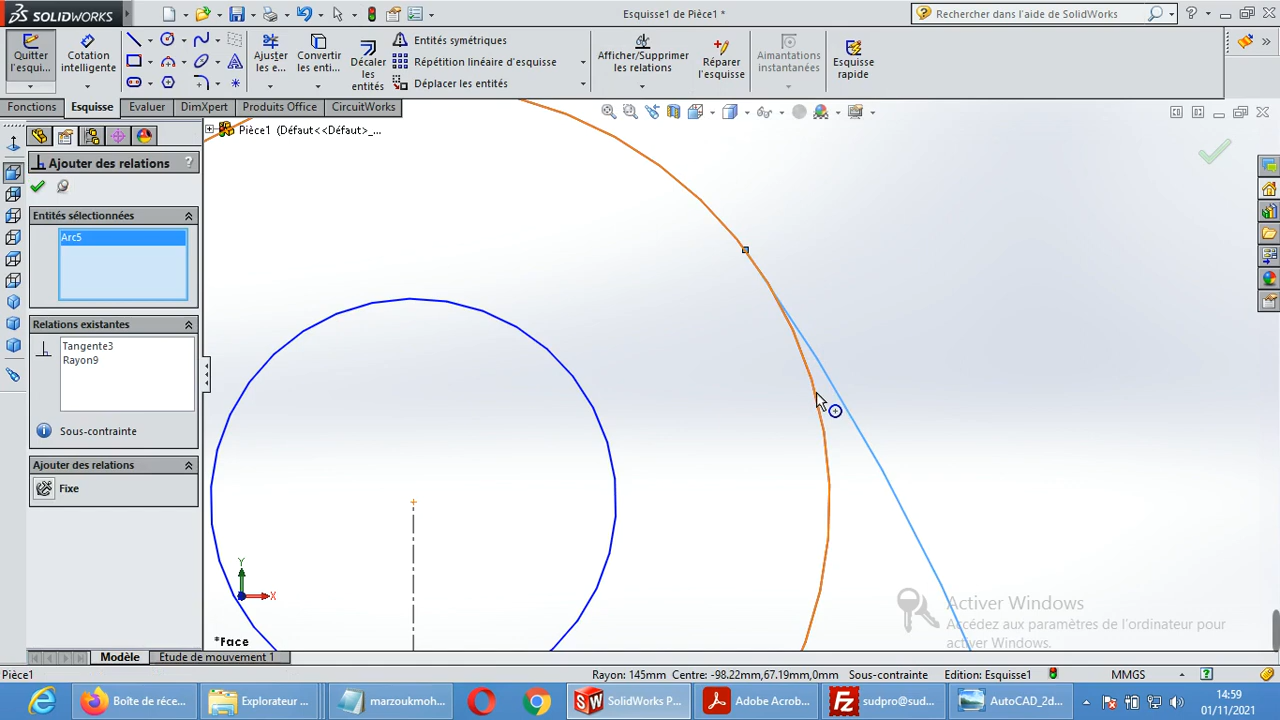 SOLIDWORKS
Esquisse1 de Pièce1 *
Rechercher dans l'aide de SolidWorks
Quitter l'esqui...
Cotation intelligente
Ajuster les e...
Convertir les enti...
Décaler les entités
Entités symétriques
Répétition linéaire d'esquisse
Déplacer les entités
Afficher/Supprimer les relations
Réparer l'esquisse
Aimantations instantanées
Esquisse rapide
Fonctions
Esquisse
Evaluer
DimXpert
Produits Office
CircuitWorks
Pièce1 (Défaut<<Défaut>_...
Ajouter des relations
?
Entités sélectionnées
Arc5
Relations existantes
Tangente3
Rayon9
Sous-contrainte
Ajouter des relations
Fixe
Y
X
*Face
Activer Windows
Accédez aux paramètres de l'ordinateur pour
activer Windows.
Modèle
Etude de mouvement 1
Pièce1
Rayon: 145mm Centre: -98.22mm,67.19mm,0mm
Sous-contrainte
Edition: Esquisse1
MMGS
Boîte de réce...
Explorateur ...
marzoukmoh...
SolidWorks P...
Adobe Acrob...
sudpro@sud...
AutoCAD_2d...
14:59
01/11/2021